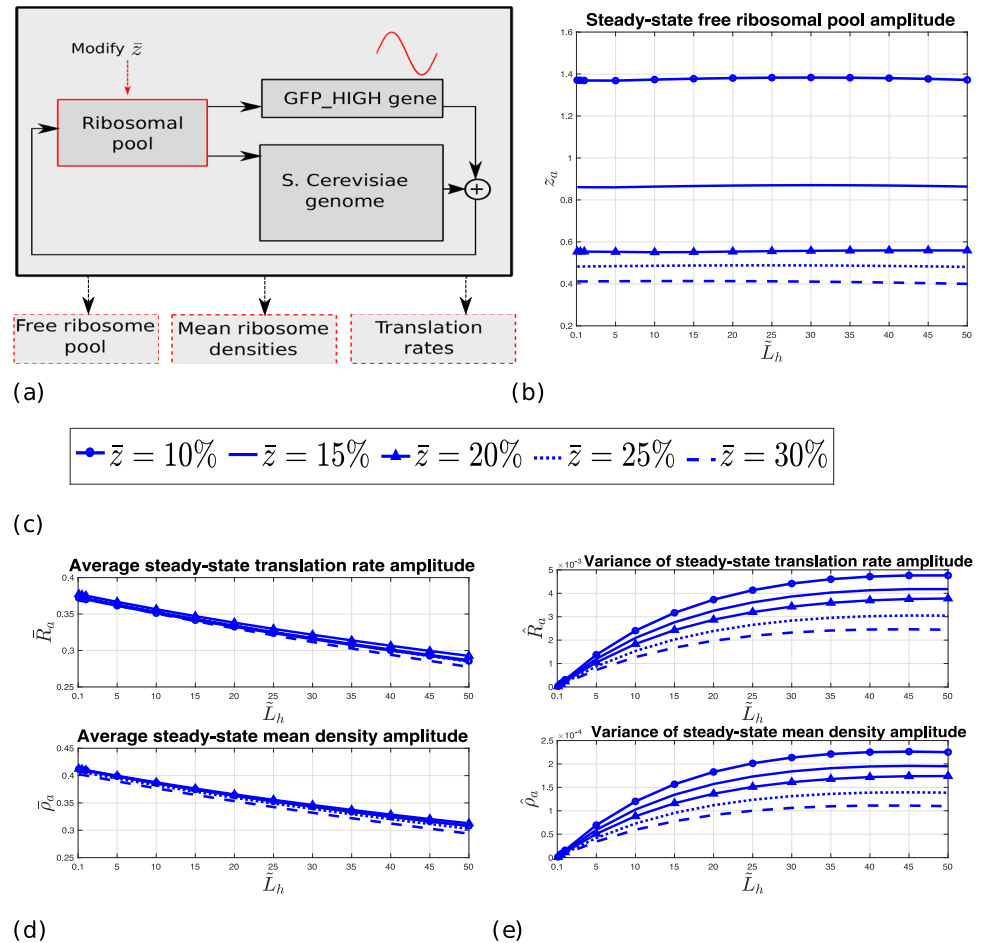 Modify z̄
Ribosomal
pool
GFP_HIGH gene
S. Cerevisiae
genome
+
Free ribosome
pool
Mean ribosome
densities
Translation
rates
(a)
Steady-state free ribosomal pool amplitude
1.6
1.4
1.2
1
0.8
0.6
0.4
0.2
z_a
0.1 5 10 15 20 25 30 35 40 45 50
L̃_h
(b)
z̄ = 10% z̄ = 15% z̄ = 20% z̄ = 25% z̄ = 30%
(c)
Average steady-state translation rate amplitude
0.4
0.35
0.3
0.25
R̄_a
0.1 5 10 15 20 25 30 35 40 45 50
L̃_h
Average steady-state mean density amplitude
0.45
0.4
0.35
0.3
0.25
ρ̄_a
0.1 5 10 15 20 25 30 35 40 45 50
L̃_h
(d)
Variance of steady-state translation rate amplitude
×10⁻³
5
4
3
2
1
0
R̂_a
0.1 5 10 15 20 25 30 35 40 45 50
L̃_h
Variance of steady-state mean density amplitude
×10⁻⁴
2.5
2
1.5
1
0.5
0
ρ̂_a
0.1 5 10 15 20 25 30 35 40 45 50
L̃_h
(e)